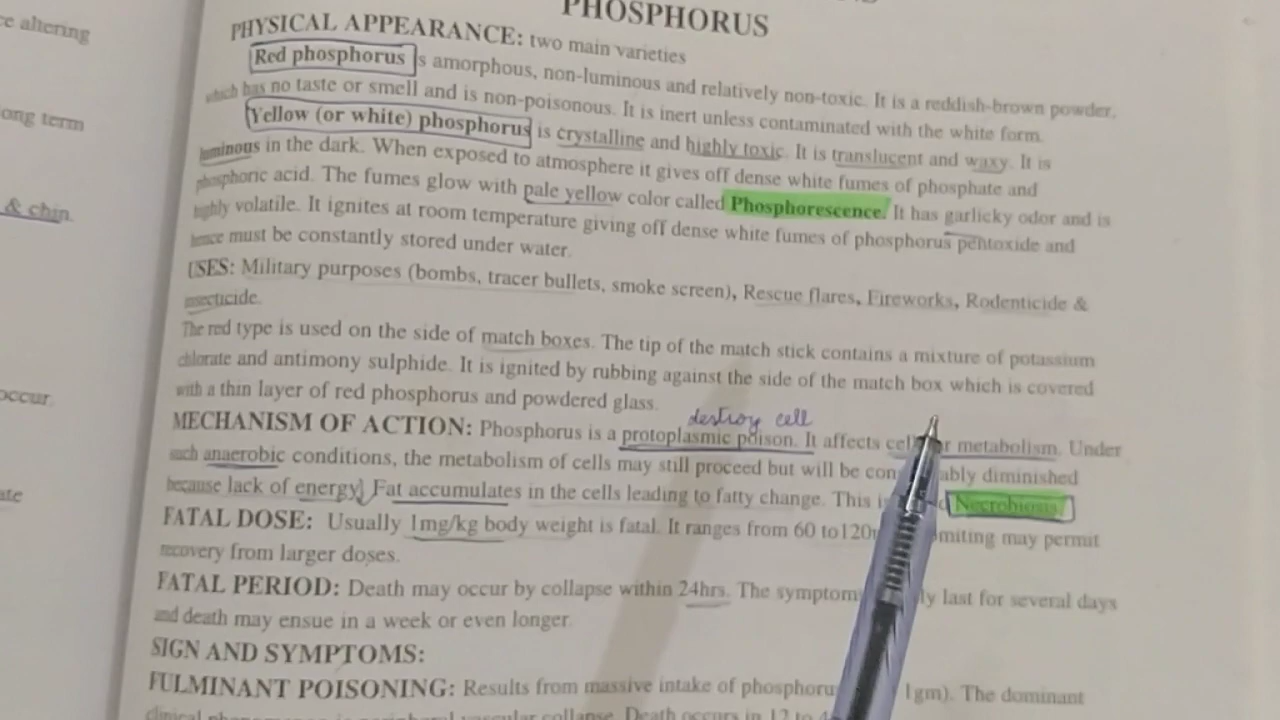 e altering
ong term
& chin.
occur.
ate
PHOSPHORUS
PHYSICAL APPEARANCE: two main varieties
Red phosphorus is amorphous, non-luminous and relatively non-toxic. It is a reddish-brown powder,
which has no taste or smell and is non-poisonous. It is inert unless contaminated with the white form.
Yellow (or white) phosphorus is crystalline and highly toxic. It is translucent and waxy. It is
luminous in the dark. When exposed to atmosphere it gives off dense white fumes of phosphate and
phosphoric acid. The fumes glow with pale yellow color called Phosphorescence. It has garlicky odor and is
highly volatile. It ignites at room temperature giving off dense white fumes of phosphorus pentoxide and
hence must be constantly stored under water.
USES: Military purposes (bombs, tracer bullets, smoke screen), Rescue flares, Fireworks, Rodenticide &
insecticide.
The red type is used on the side of match boxes. The tip of the match stick contains a mixture of potassium
chlorate and antimony sulphide. It is ignited by rubbing against the side of the match box which is covered
with a thin layer of red phosphorus and powdered glass.
destroy cell
MECHANISM OF ACTION: Phosphorus is a protoplasmic poison. It affects cellular metabolism. Under
such anaerobic conditions, the metabolism of cells may still proceed but will be considerably diminished
because lack of energy. Fat accumulates in the cells leading to fatty change. This is Necrobiosis.
FATAL DOSE: Usually 1mg/kg body weight is fatal. It ranges from 60 to120 miting may permit
recovery from larger doses.
FATAL PERIOD: Death may occur by collapse within 24hrs. The symptoms ly last for several days
and death may ensue in a week or even longer.
SIGN AND SYMPTOMS:
FULMINANT POISONING: Results from massive intake of phosphoru 1gm). The dominant
Death occurs in 12 to